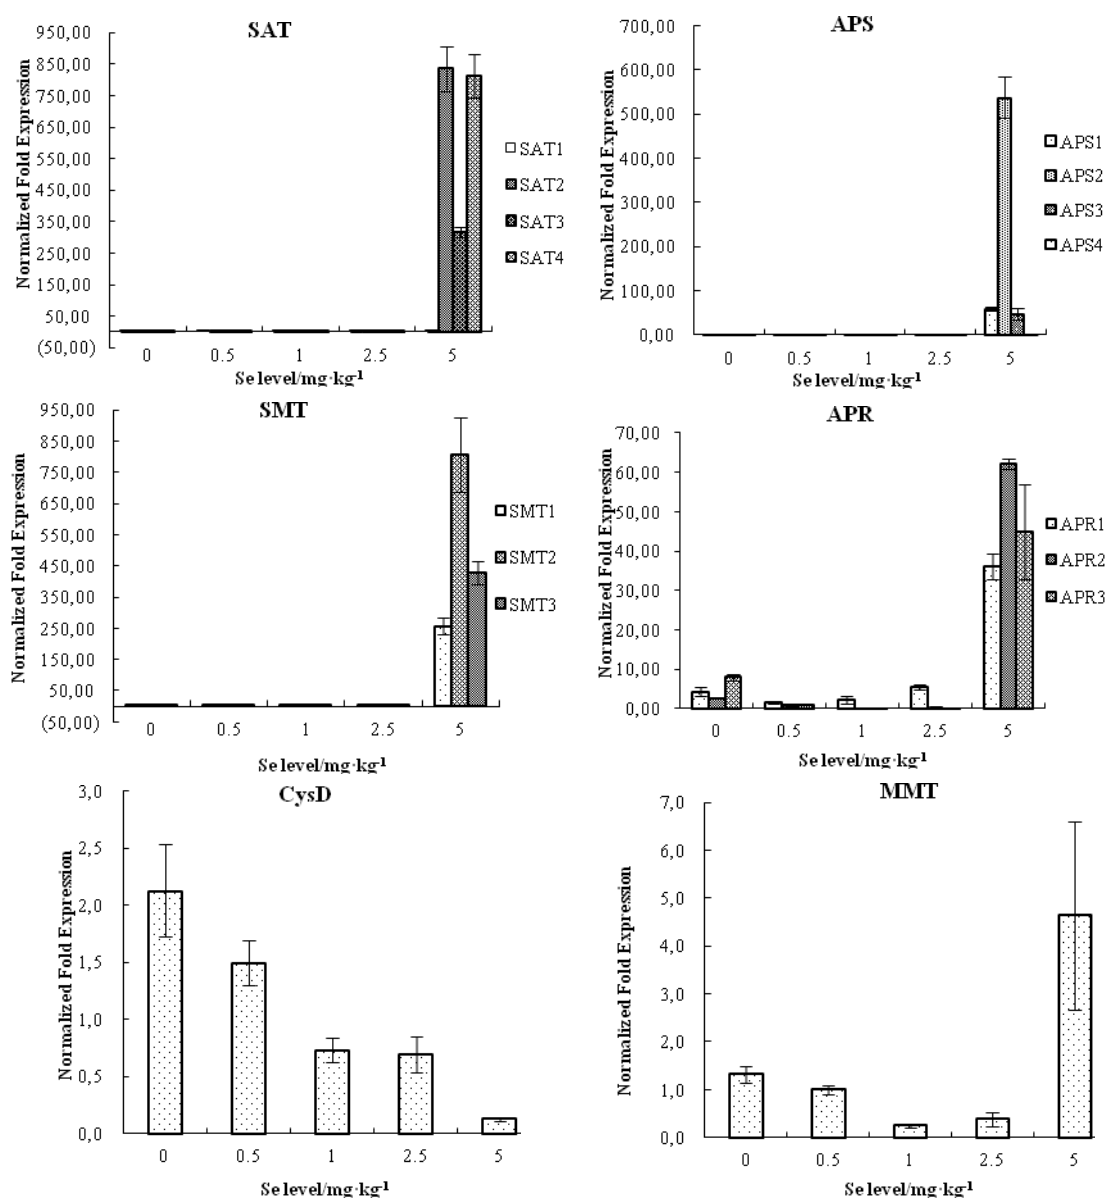 SAT
Normalized Fold Expression
950,00
850,00
750,00
650,00
550,00
450,00
350,00
250,00
150,00
50,00
(50,00)
0 0.5 1 2.5 5
Se level/mg·kg-1
SAT1
SAT2
SAT3
SAT4
APS
Normalized Fold Expression
700,00
600,00
500,00
400,00
300,00
200,00
100,00
0,00
0 0.5 1 2.5 5
Se level/mg·kg-1
APS1
APS2
APS3
APS4
SMT
Normalized Fold Expression
950,00
850,00
750,00
650,00
550,00
450,00
350,00
250,00
150,00
50,00
(50,00)
0 0.5 1 2.5 5
Se level/mg·kg-1
SMT1
SMT2
SMT3
APR
Normalized Fold Expression
70,00
60,00
50,00
40,00
30,00
20,00
10,00
0,00
0 0.5 1 2.5 5
Se level/mg·kg-1
APR1
APR2
APR3
CysD
Normalized Fold Expression
3,0
2,5
2,0
1,5
1,0
0,5
0,0
0 0.5 1 2.5 5
Se level/mg·kg-1
MMT
Normalized Fold Expression
7,0
6,0
5,0
4,0
3,0
2,0
1,0
0,0
0 0.5 1 2.5 5
Se level/mg·kg-1